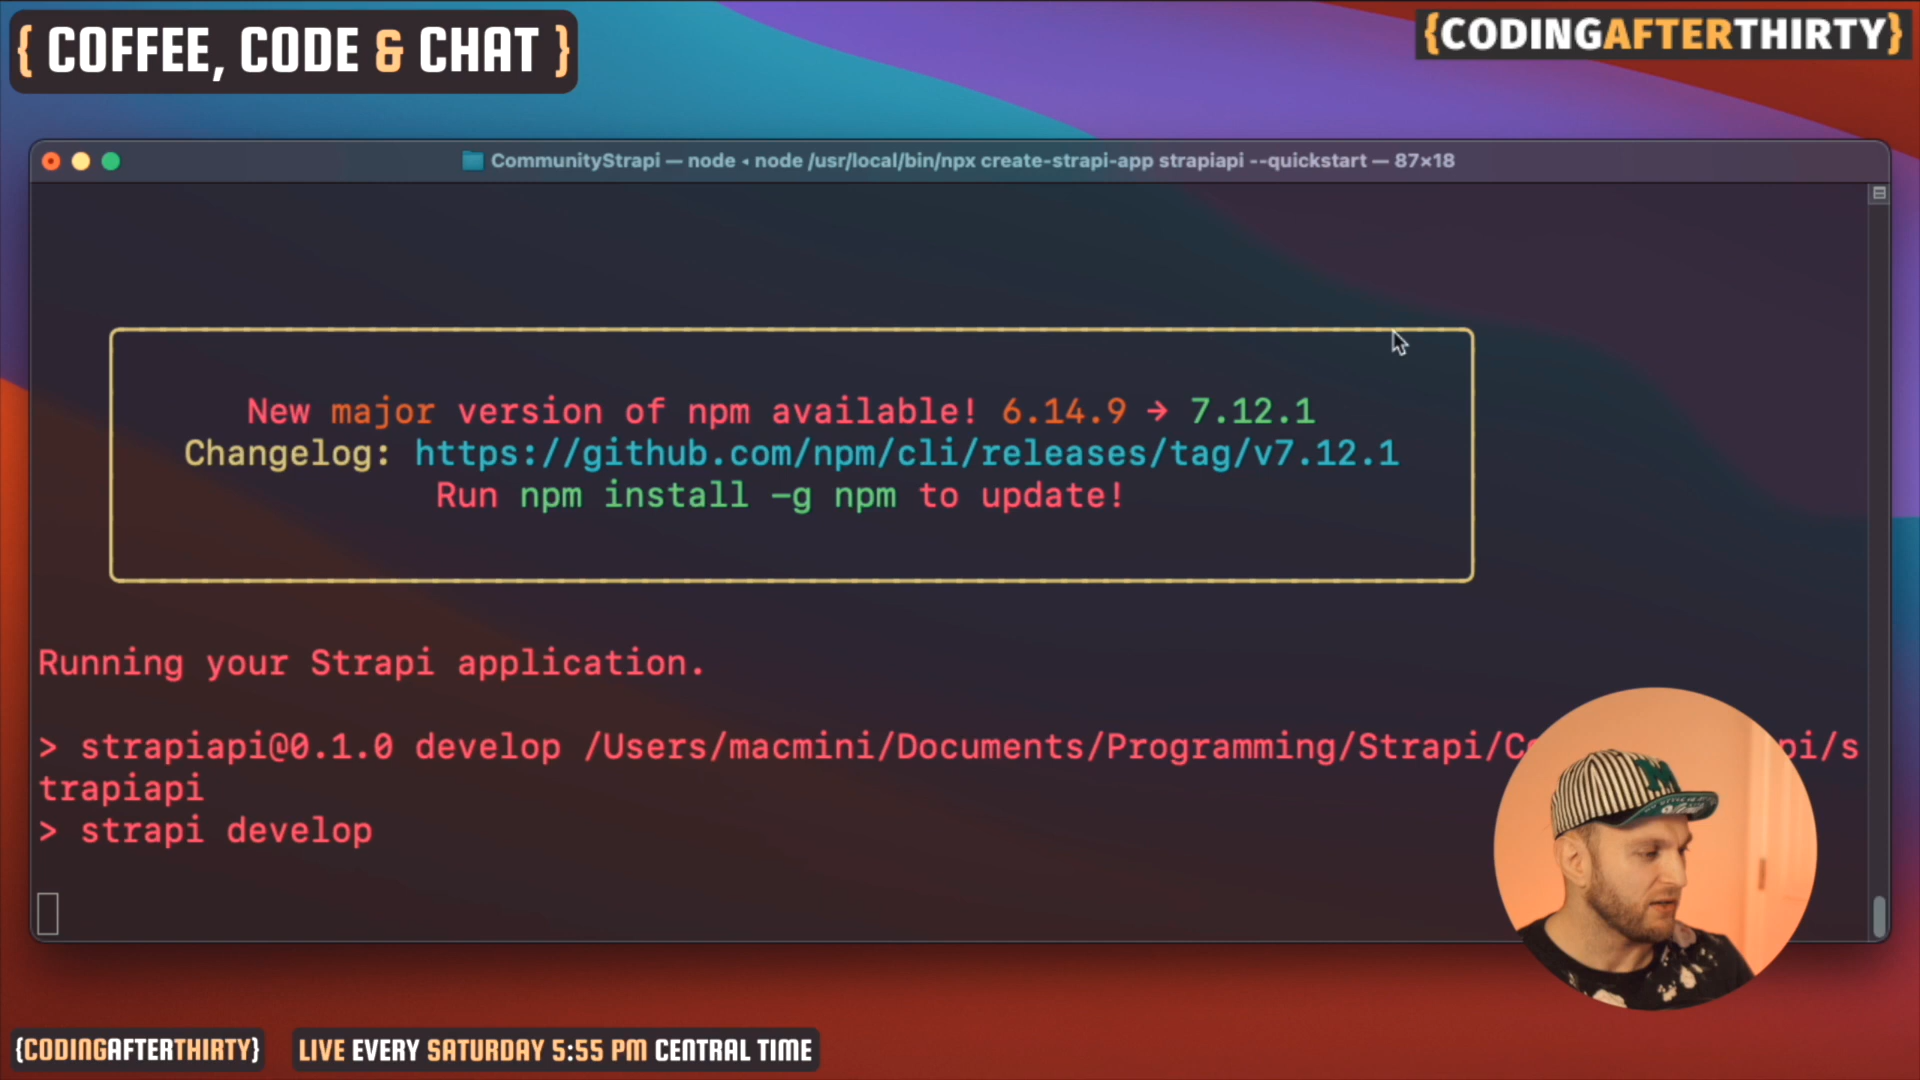 { COFFEE, CODE & CHAT }
{CODINGAFTERTHIRTY}
CommunityStrapi — node ◂ node /usr/local/bin/npx create-strapi-app strapiapi --quickstart — 87×18
New major version of npm available! 6.14.9 → 7.12.1
Changelog: https://github.com/npm/cli/releases/tag/v7.12.1
Run npm install -g npm to update!
Running your Strapi application.
> strapiapi@0.1.0 develop /Users/macmini/Documents/Programming/Strapi/Co pi/s
trapiapi
> strapi develop
{CODINGAFTERTHIRTY}
LIVE EVERY SATURDAY 5:55 PM CENTRAL TIME